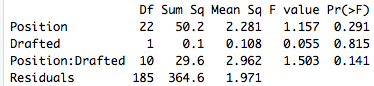 Df Sum Sq Mean Sq F value Pr(>F)
Position 22 50.2 2.281 1.157 0.291
Drafted 1 0.1 0.108 0.055 0.815
Position:Drafted 10 29.6 2.962 1.503 0.141
Residuals 185 364.6 1.971